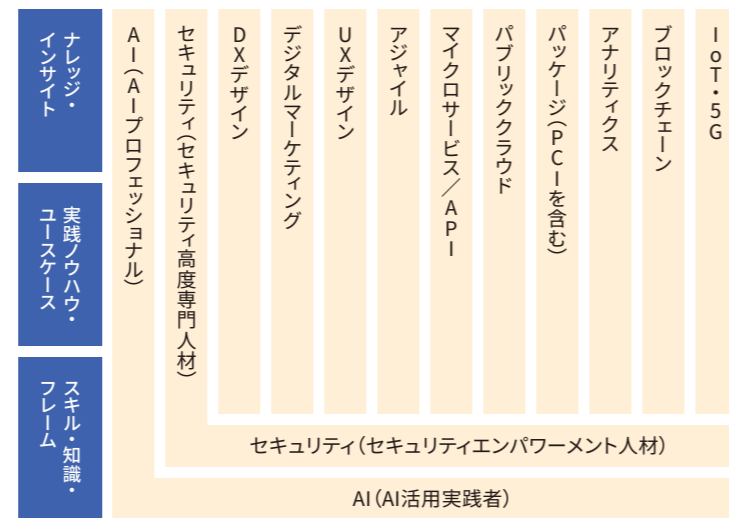 ナレッジ・
インサイト
実践ノウハウ・
ユースケース
スキル・知識・
フレーム
AI（AIプロフェッショナル）
セキュリティ（セキュリティ高度専門人材）
DXデザイン
デジタルマーケティング
UXデザイン
アジャイル
マイクロサービス／API
パブリッククラウド
パッケージ（PCIを含む）
アナリティクス
ブロックチェーン
IoT・5G
セキュリティ（セキュリティエンパワーメント人材）
AI（AI活用実践者）